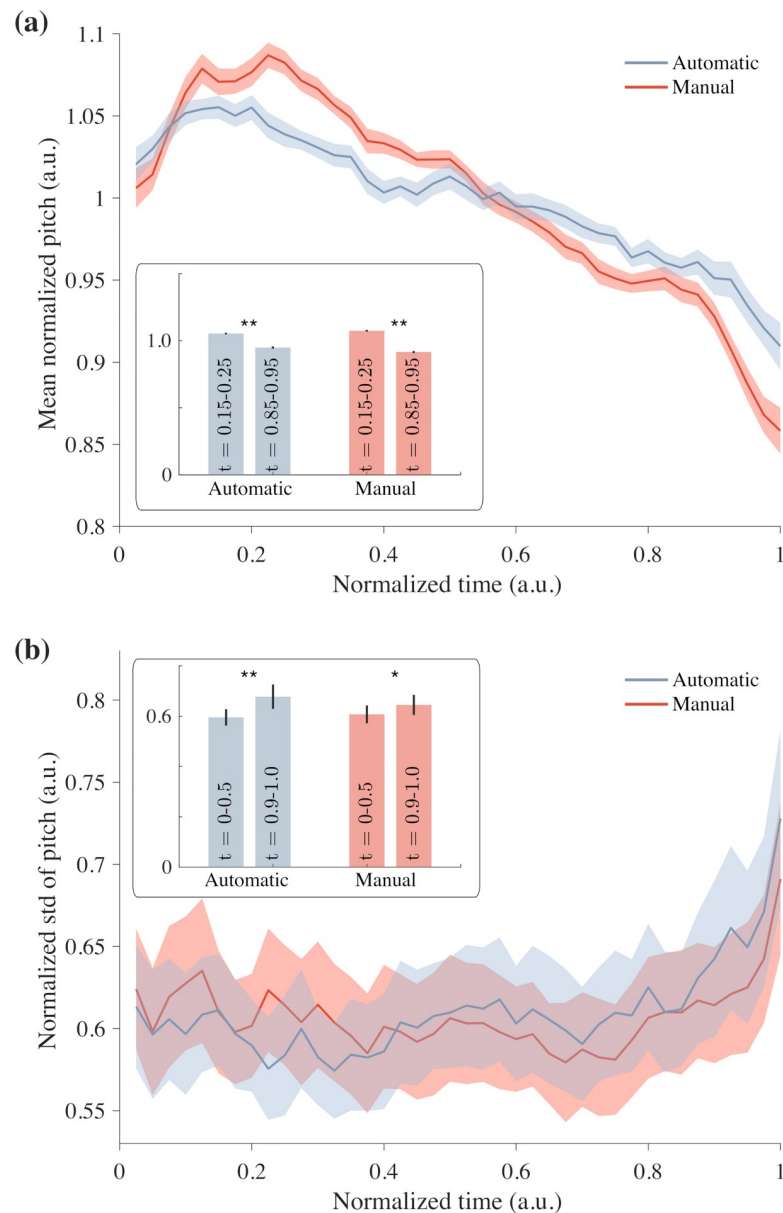 (a)
Mean normalized pitch (a.u.)
1.1
1.05
1
0.95
0.9
0.85
0.8
Automatic
Manual
1.0
0
**
**
t = 0.15-0.25
t = 0.85-0.95
t = 0.15-0.25
t = 0.85-0.95
Automatic
Manual
0
0.2
0.4
0.6
0.8
1
Normalized time (a.u.)
(b)
Normalized std of pitch (a.u.)
0.8
0.75
0.7
0.65
0.6
0.55
Automatic
Manual
0.6
0
**
*
t = 0-0.5
t = 0.9-1.0
t = 0-0.5
t = 0.9-1.0
Automatic
Manual
0
0.2
0.4
0.6
0.8
1
Normalized time (a.u.)